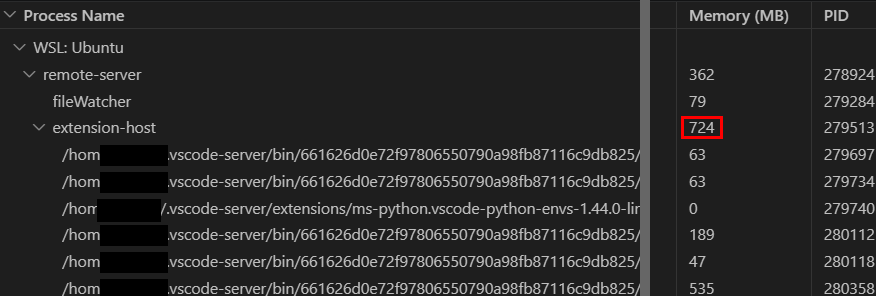 Process Name Memory (MB) PID
WSL: Ubuntu
remote-server 362 278924
fileWatcher 79 279284
extension-host 724 279513
/hom .vscode-server/bin/661626d0e72f97806550790a98fb87116c9db825/ 63 279697
/hom .vscode-server/bin/661626d0e72f97806550790a98fb87116c9db825/ 63 279734
/hom /.vscode-server/extensions/ms-python.vscode-python-envs-1.44.0-lin 0 279740
/hom .vscode-server/bin/661626d0e72f97806550790a98fb87116c9db825/ 189 280112
/hom .vscode-server/bin/661626d0e72f97806550790a98fb87116c9db825/ 47 280118
/hom .vscode-server/bin/661626d0e72f97806550790a98fb87116c9db825/ 535 280358